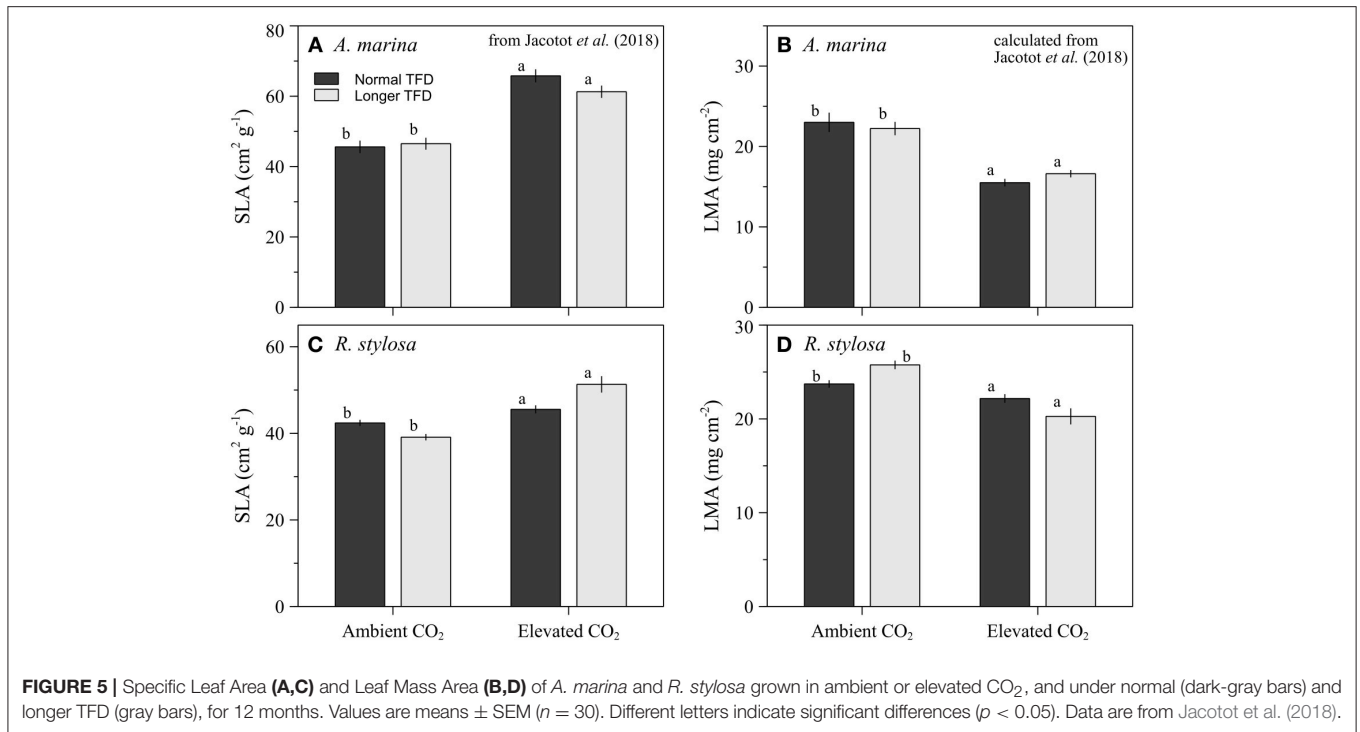 A A. marina
from Jacotot et al. (2018)
Normal TFD
Longer TFD
SLA (cm² g⁻¹)
80
60
40
20
0
b
b
a
a
B A. marina
calculated from
Jacotot et al. (2018)
LMA (mg cm⁻²)
30
20
10
0
b
b
a
a
C R. stylosa
SLA (cm² g⁻¹)
60
40
20
0
b
b
a
a
Ambient CO₂
Elevated CO₂
D R. stylosa
LMA (mg cm⁻²)
30
20
10
0
b
b
a
a
Ambient CO₂
Elevated CO₂
FIGURE 5 | Specific Leaf Area (A,C) and Leaf Mass Area (B,D) of A. marina and R. stylosa grown in ambient or elevated CO₂, and under normal (dark-gray bars) and
longer TFD (gray bars), for 12 months. Values are means ± SEM (n = 30). Different letters indicate significant differences (p < 0.05). Data are from Jacotot et al. (2018).